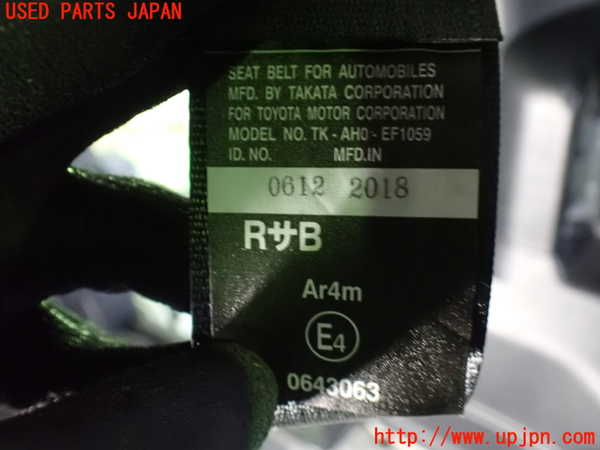 USED PARTS JAPAN
SEAT BELT FOR AUTOMOBILES
MFD. BY TAKATA CORPORATION
FOR TOYOTA MOTOR CORPORATION
MODEL NO. TK - AH0 - EF1059
ID. NO. MFD.IN
0612 2018
RサB
Ar4m
E4
0643063
http://www.upjpn.com/